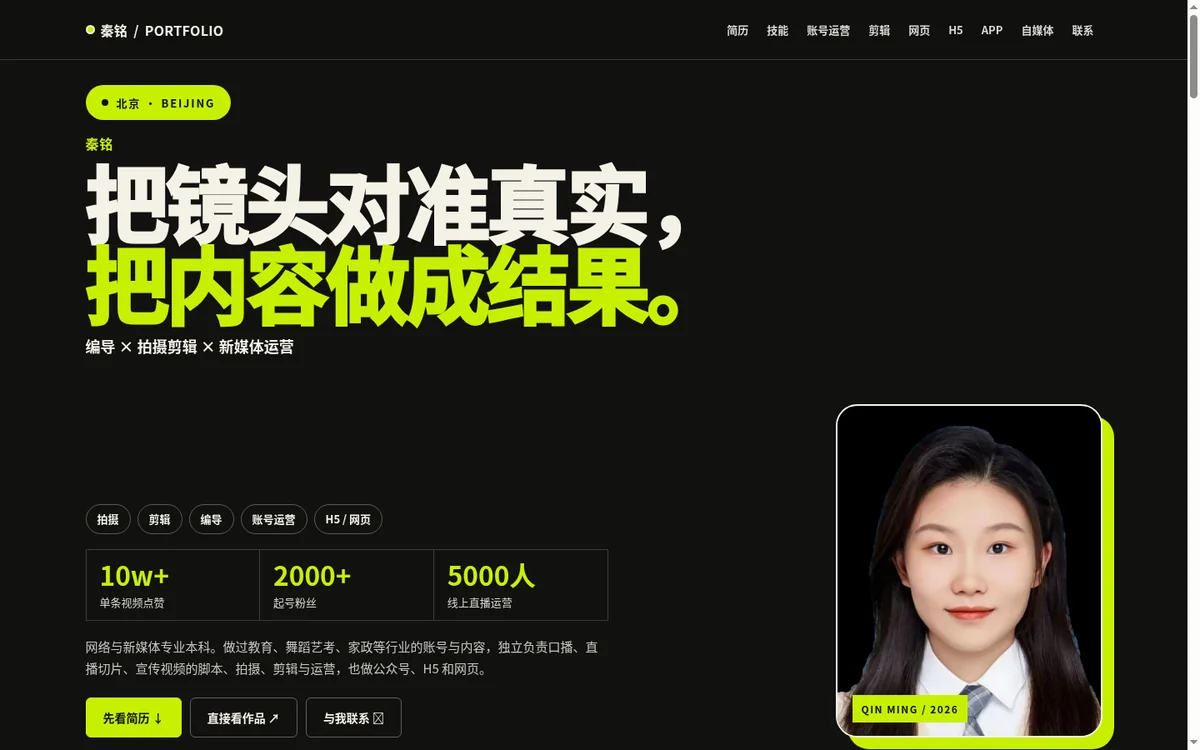 秦铭 / PORTFOLIO
简历 技能 账号运营 剪辑 网页 H5 APP 自媒体 联系
北京 · BEIJING
秦铭
把镜头对准真实，
把内容做成结果。
编导 × 拍摄剪辑 × 新媒体运营
拍摄 剪辑 编导 账号运营 H5 / 网页
10w+ 2000+ 5000人
单条视频点赞 起号粉丝 线上直播运营
网络与新媒体专业本科。做过教育、舞蹈艺考、家政等行业的账号与内容，独立负责口播、直
播切片、宣传视频的脚本、拍摄、剪辑与运营，也做公众号、H5 和网页。
先看简历 ↓ 直接看作品 ↗ 与我联系
QIN MING / 2026